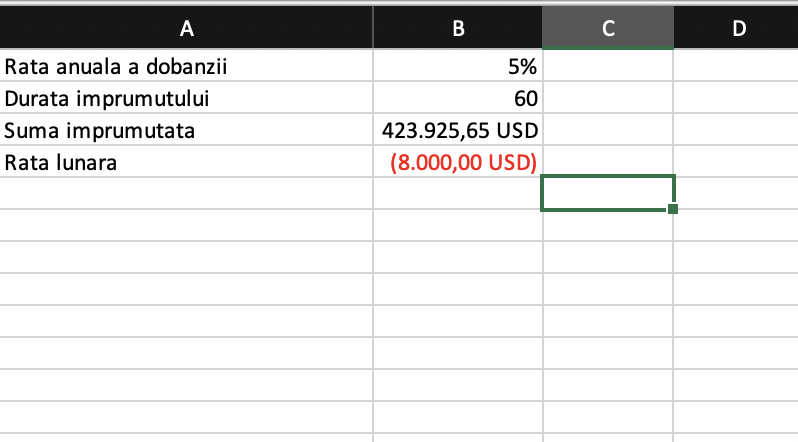 A B C D
Rata anuala a dobanzii 5%
Durata imprumutului 60
Suma imprumutata 423.925,65 USD
Rata lunara (8.000,00 USD)